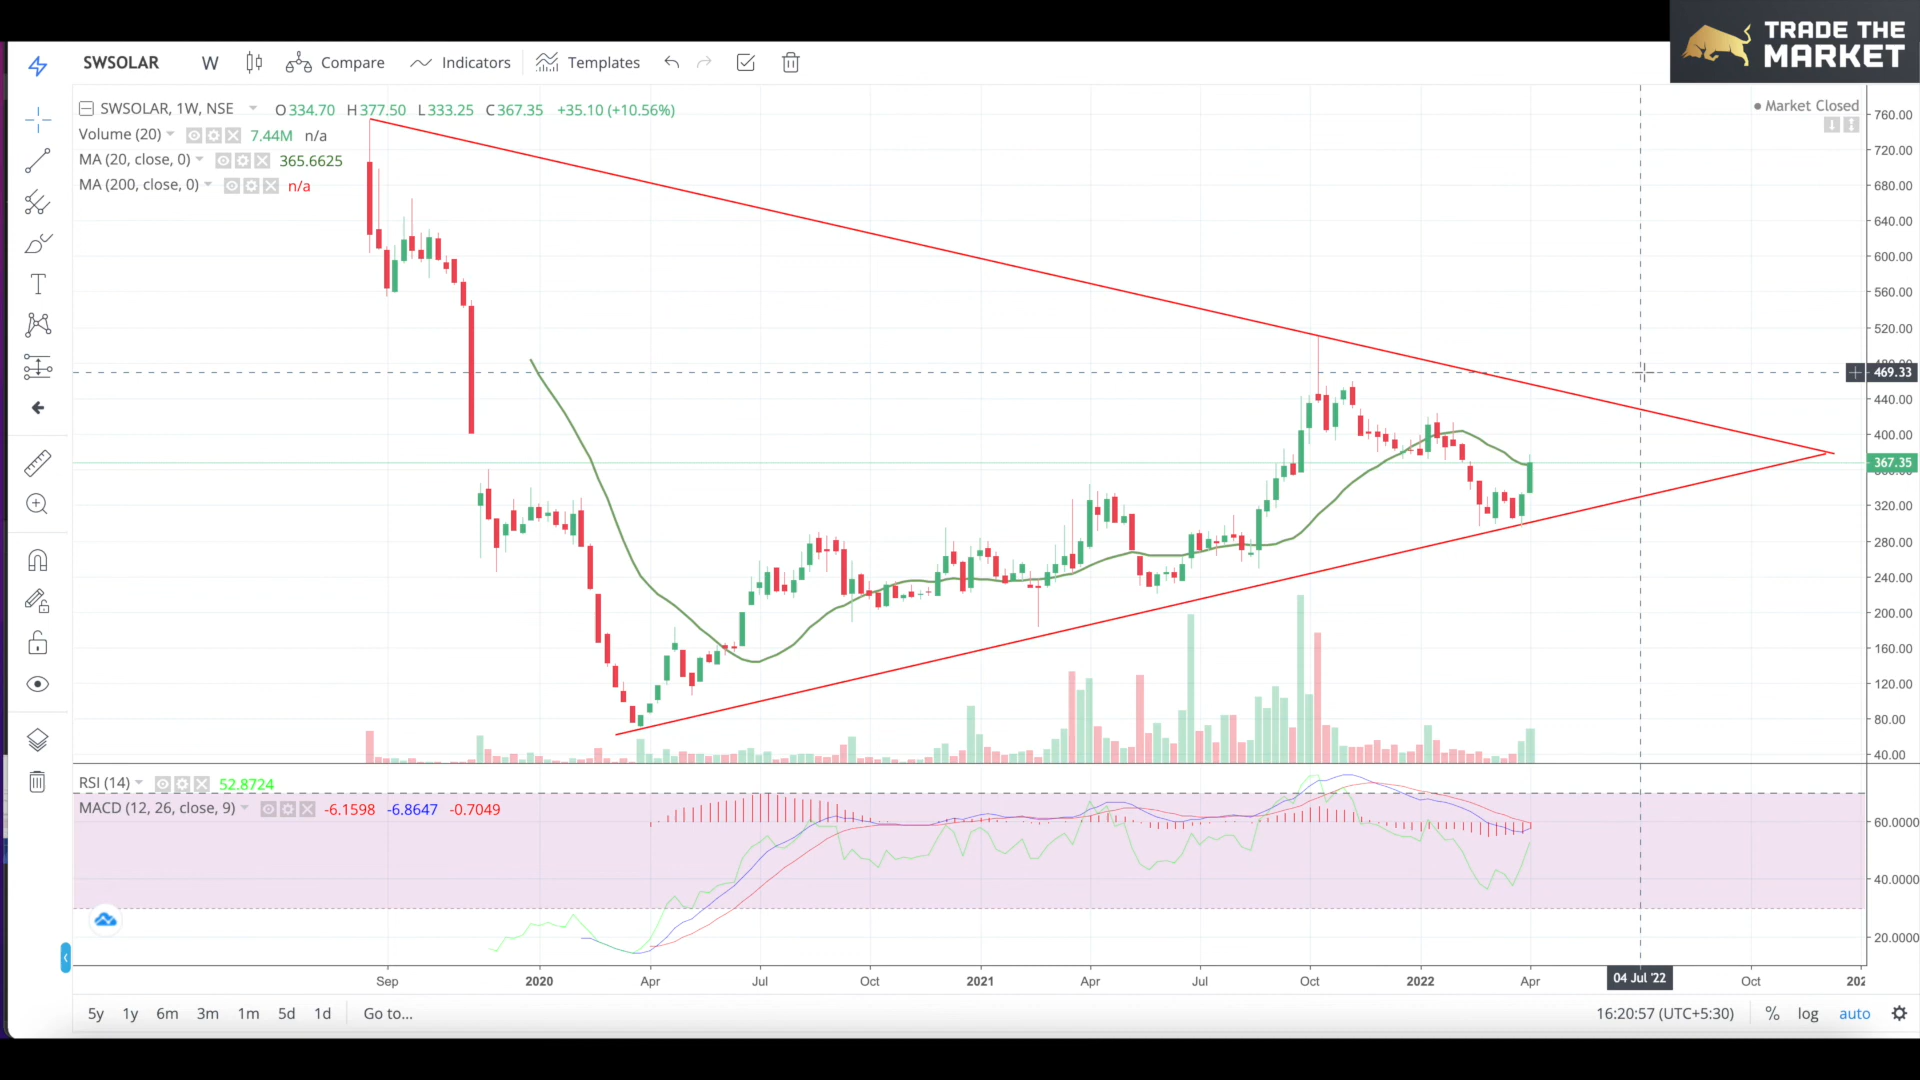 TRADE THE
MARKET
SWSOLAR W Compare Indicators Templates
SWSOLAR, 1W, NSE O334.70 H377.50 L333.25 C367.35 +35.10 (+10.56%)
● Market Closed
Volume (20) 7.44M n/a
MA (20, close, 0) 365.6625
MA (200, close, 0) n/a
760.00
720.00
680.00
640.00
600.00
560.00
520.00
480.00
469.33
440.00
400.00
367.35
320.00
280.00
240.00
200.00
160.00
120.00
80.00
40.00
RSI (14) 52.8724
MACD (12, 26, close, 9) -6.1598 -6.8647 -0.7049
60.0000
40.0000
20.0000
Sep 2020 Apr Jul Oct 2021 Apr Jul Oct 2022 Apr 04 Jul '22 Oct
5y 1y 6m 3m 1m 5d 1d Go to... 16:20:57 (UTC+5:30) % log auto